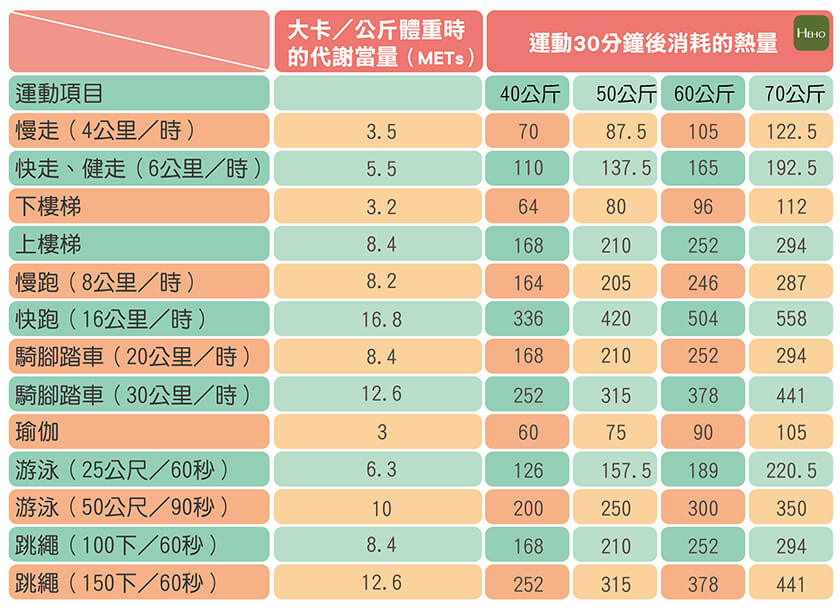 大卡／公斤體重時
的代謝當量（METs）
運動30分鐘後消耗的熱量
HEHO
運動項目 40公斤 50公斤 60公斤 70公斤
慢走（4公里／時） 3.5 70 87.5 105 122.5
快走、健走（6公里／時） 5.5 110 137.5 165 192.5
下樓梯 3.2 64 80 96 112
上樓梯 8.4 168 210 252 294
慢跑（8公里／時） 8.2 164 205 246 287
快跑（16公里／時） 16.8 336 420 504 558
騎腳踏車（20公里／時） 8.4 168 210 252 294
騎腳踏車（30公里／時） 12.6 252 315 378 441
瑜伽 3 60 75 90 105
游泳（25公尺／60秒） 6.3 126 157.5 189 220.5
游泳（50公尺／90秒） 10 200 250 300 350
跳繩（100下／60秒） 8.4 168 210 252 294
跳繩（150下／60秒） 12.6 252 315 378 441